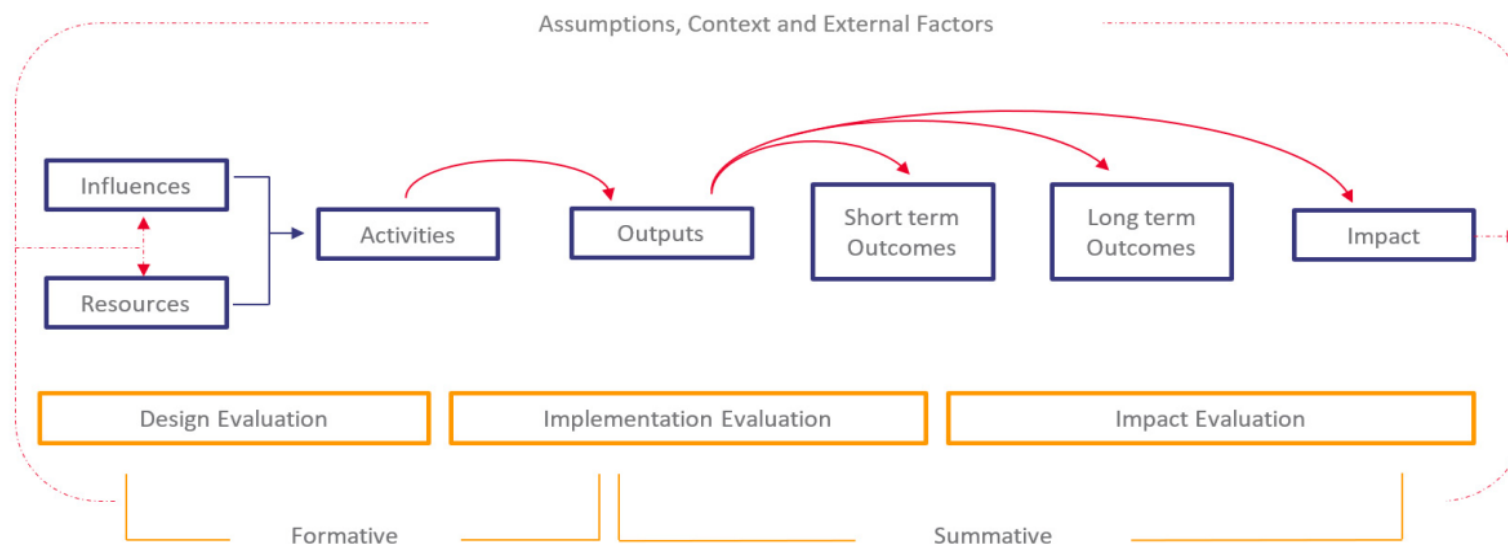 Assumptions, Context and External Factors
Influences
Resources
Activities
Outputs
Short term
Outcomes
Long term
Outcomes
Impact
Design Evaluation
Implementation Evaluation
Impact Evaluation
Formative
Summative